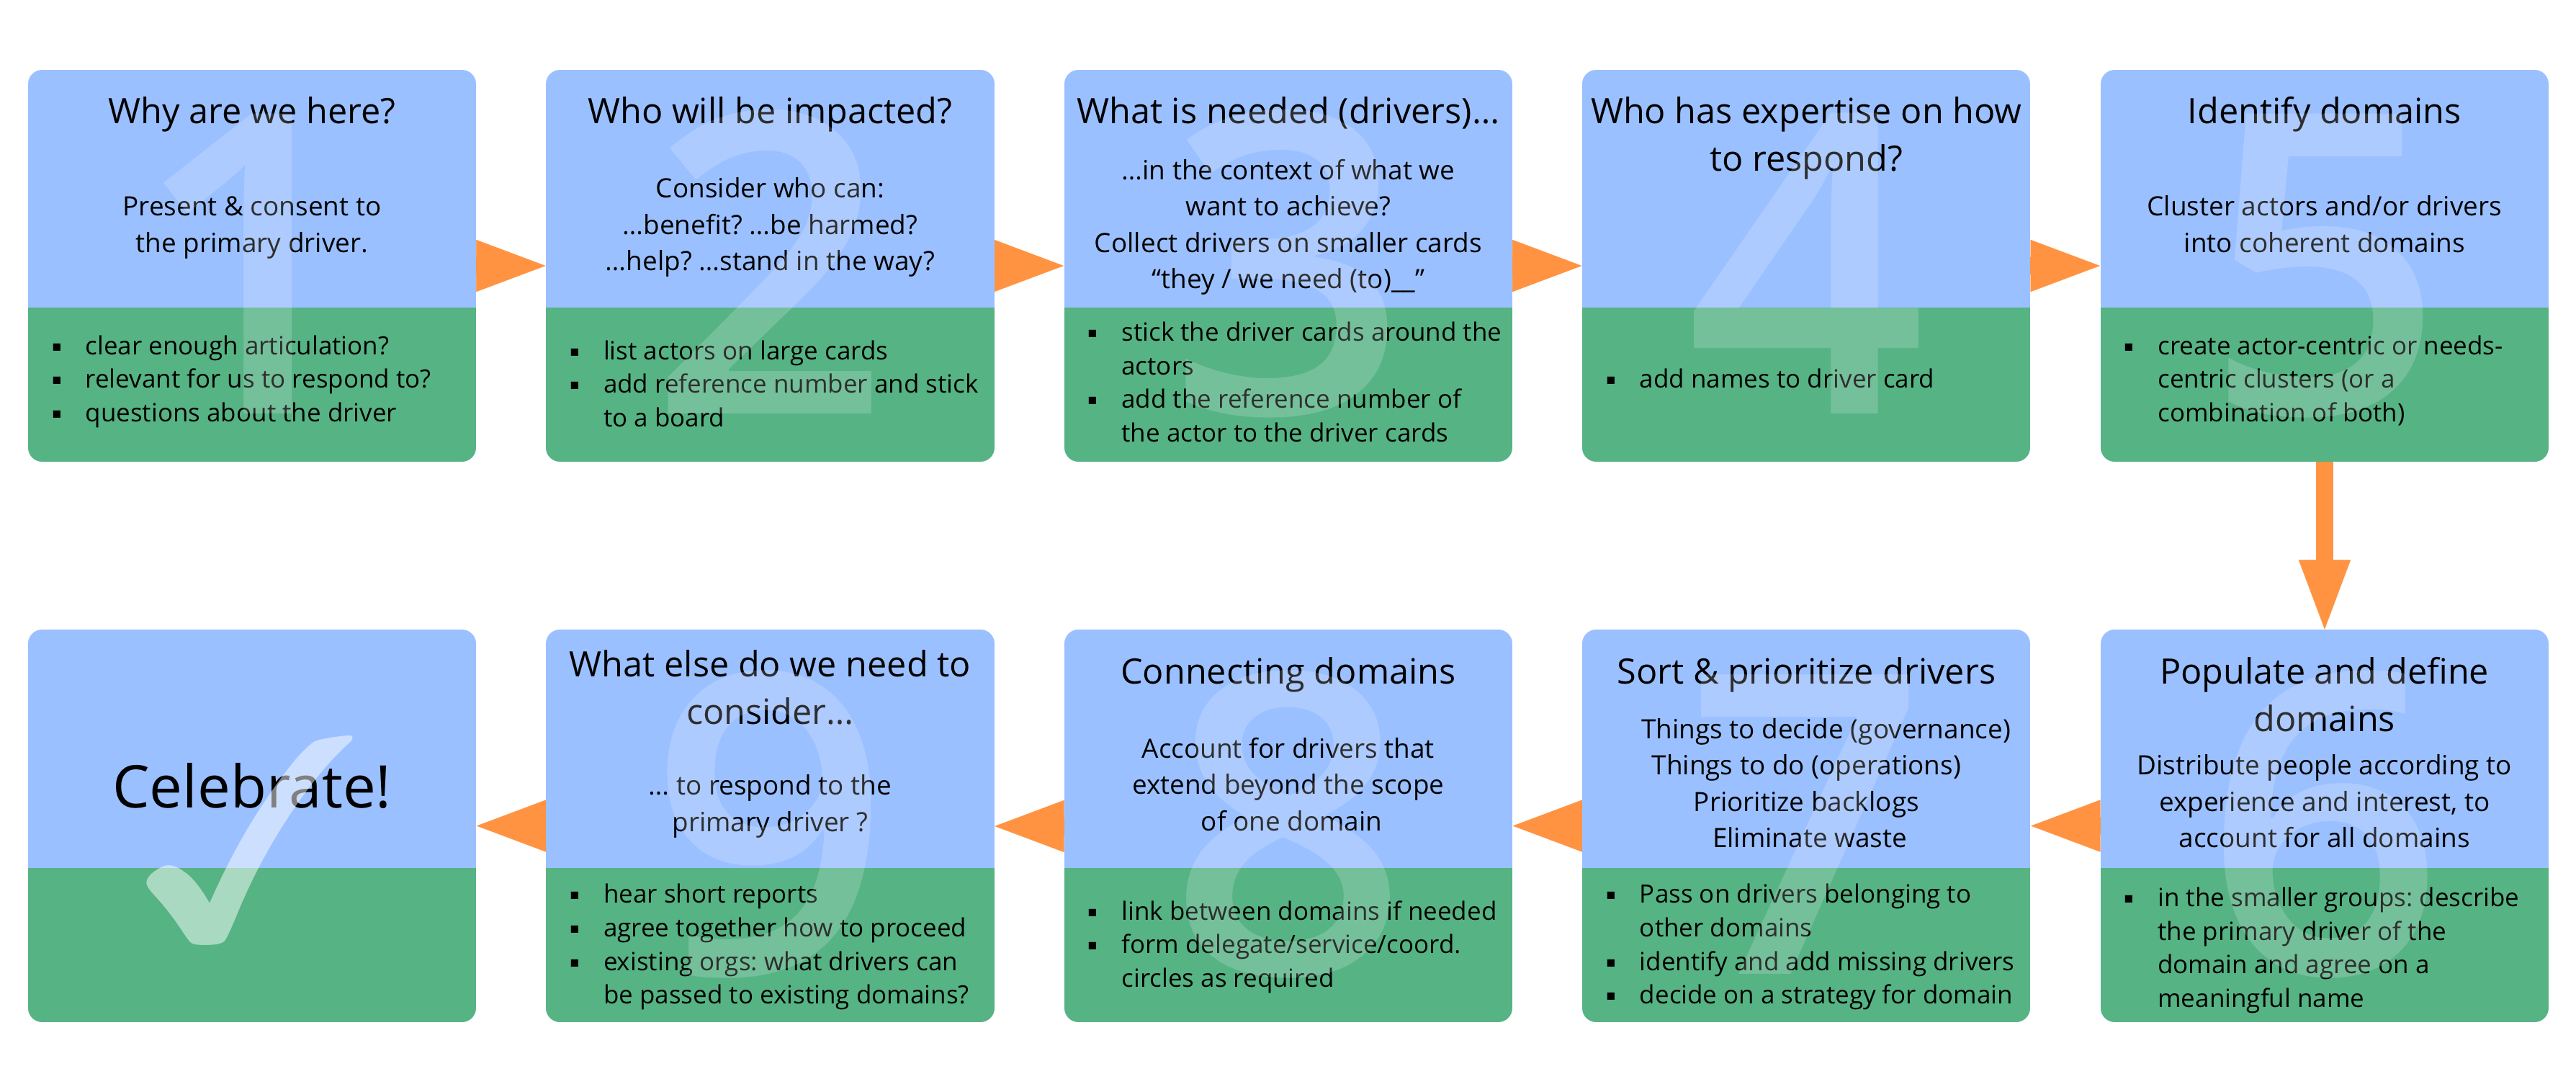 1
Why are we here?
Present & consent to
the primary driver.
▪ clear enough articulation?
▪ relevant for us to respond to?
▪ questions about the driver
2
Who will be impacted?
Consider who can:
...benefit? ...be harmed?
...help? ...stand in the way?
▪ list actors on large cards
▪ add reference number and stick
to a board
3
What is needed (drivers)...
...in the context of what we
want to achieve?
Collect drivers on smaller cards
“they / we need (to)__”
▪ stick the driver cards around the
actors
▪ add the reference number of
the actor to the driver cards
4
Who has expertise on how
to respond?
▪ add names to driver card
5
Identify domains
Cluster actors and/or drivers
into coherent domains
▪ create actor-centric or needs-
centric clusters (or a
combination of both)
6
Populate and define
domains
Distribute people according to
experience and interest, to
account for all domains
▪ in the smaller groups: describe
the primary driver of the
domain and agree on a
meaningful name
7
Sort & prioritize drivers
Things to decide (governance)
Things to do (operations)
Prioritize backlogs
Eliminate waste
▪ Pass on drivers belonging to
other domains
▪ identify and add missing drivers
▪ decide on a strategy for domain
8
Connecting domains
Account for drivers that
extend beyond the scope
of one domain
▪ link between domains if needed
▪ form delegate/service/coord.
circles as required
9
What else do we need to
consider...
... to respond to the
primary driver ?
▪ hear short reports
▪ agree together how to proceed
▪ existing orgs: what drivers can
be passed to existing domains?
Celebrate!
✓